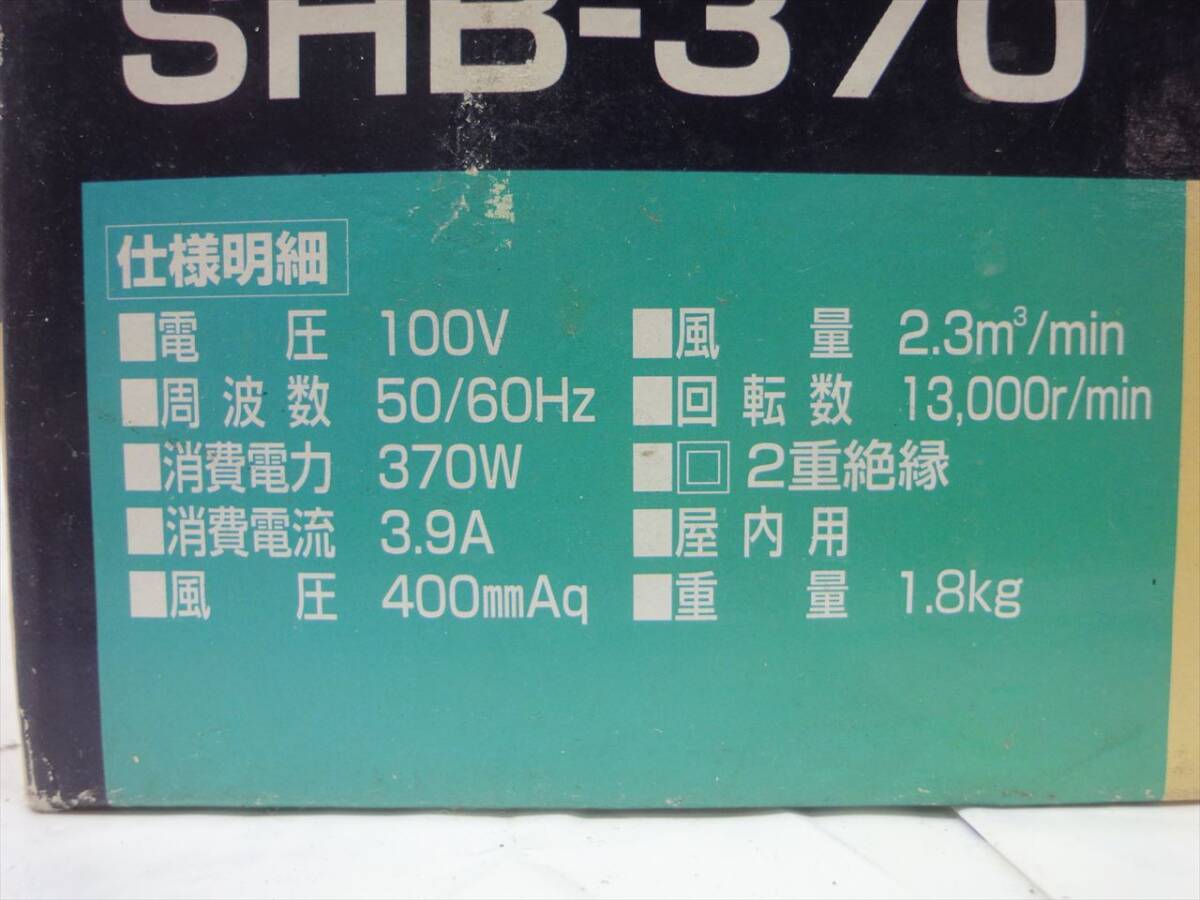 SHB-370
仕様明細
■電圧 100V
■周波数 50/60Hz
■消費電力 370W
■消費電流 3.9A
■風圧 400㎜Aq
■風量 2.3m³/min
■回転数 13,000r/min
■回 2重絶縁
■屋内用
■重量 1.8kg